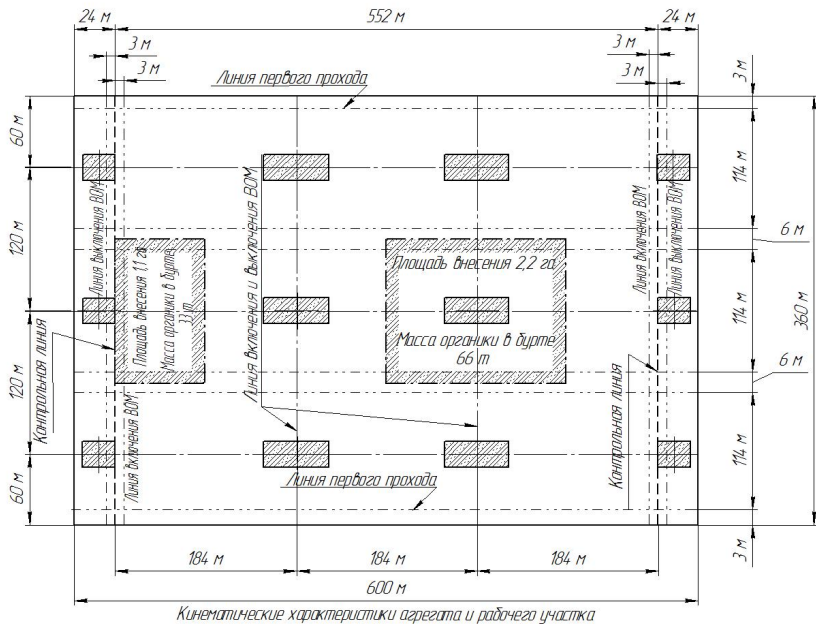 24 м
552 м
24 м
3 м
3 м
3 м
3 м
3 м
Линия первого прохода
60 м
120 м
120 м
60 м
Линия выключения ВОМ
Линия включения ВОМ
Контрольная линия
Площадь внесения 1,1 га
Масса органики в бурте
33 т
Линия включения и выключения ВОМ
Площадь внесения 2,2 га
Масса органики в бурте
66 т
Линия включения ВОМ
Линия выключения ВОМ
Контрольная линия
114 м
6 м
114 м
6 м
114 м
3 м
360 м
Линия первого прохода
184 м
184 м
184 м
600 м
Кинематические характеристики агрегата и рабочего участка